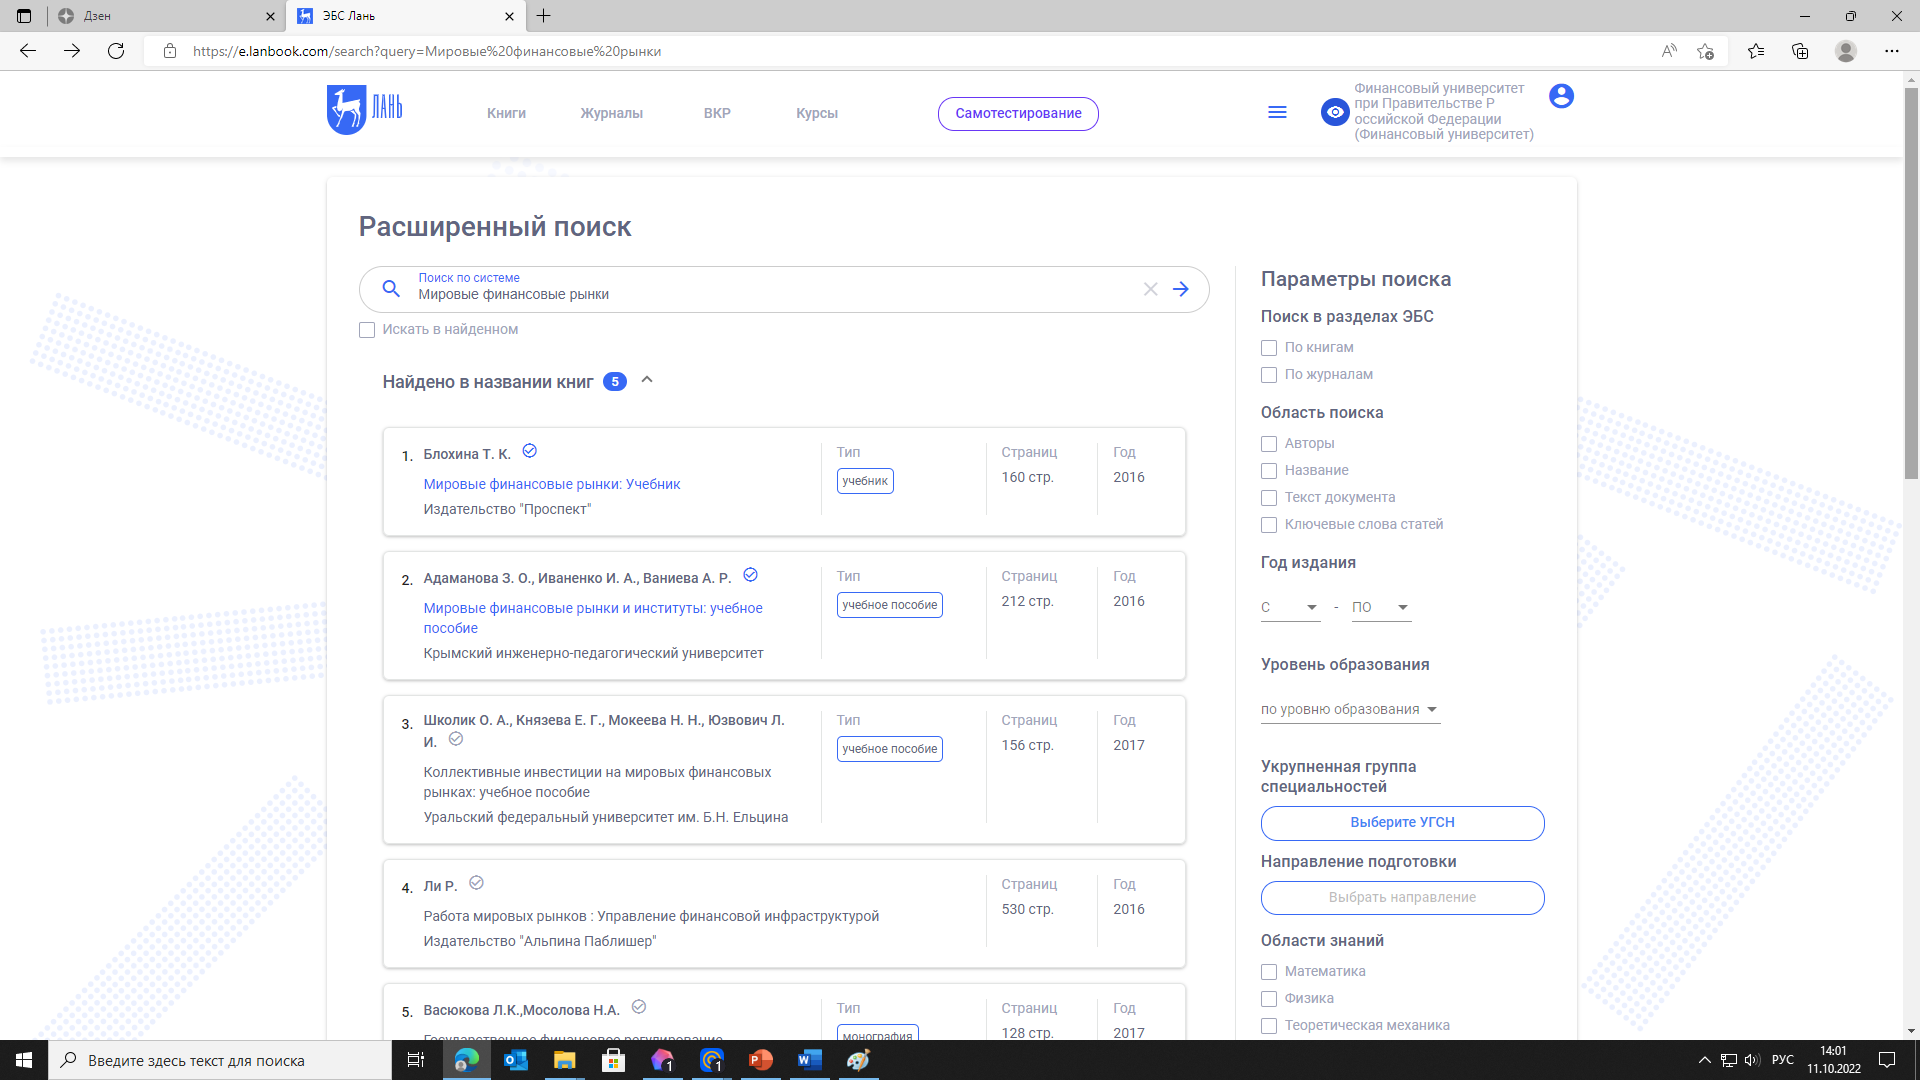 Дзен
ЭБС Лань
https://e.lanbook.com/search?query=Мировые%20финансовые%20рынки
ЛАНЬ
Книги
Журналы
ВКР
Курсы
Самотестирование
Финансовый университет
при Правительстве Р
оссийской Федерации
(Финансовый университет)
Расширенный поиск
Поиск по системе
Мировые финансовые рынки
Искать в найденном
Найдено в названии книг 5
1. Блохина Т. К.
Мировые финансовые рынки: Учебник
Издательство "Проспект"
Тип
учебник
Страниц
160 стр.
Год
2016
2. Адаманова З. О., Иваненко И. А., Ваниева А. Р.
Мировые финансовые рынки и институты: учебное
пособие
Крымский инженерно-педагогический университет
Тип
учебное пособие
Страниц
212 стр.
Год
2016
3. Школик О. А., Князева Е. Г., Мокеева Н. Н., Юзвович Л.
И.
Коллективные инвестиции на мировых финансовых
рынках: учебное пособие
Уральский федеральный университет им. Б.Н. Ельцина
Тип
учебное пособие
Страниц
156 стр.
Год
2017
4. Ли Р.
Работа мировых рынков : Управление финансовой инфраструктурой
Издательство "Альпина Паблишер"
Страниц
530 стр.
Год
2016
5. Васюкова Л.К.,Мосолова Н.А.
Государственное финансовое регулирование
Тип
монография
Страниц
128 стр.
Год
2017
Параметры поиска
Поиск в разделах ЭБС
По книгам
По журналам
Область поиска
Авторы
Название
Текст документа
Ключевые слова статей
Год издания
С - ПО
Уровень образования
по уровню образования
Укрупненная группа
специальностей
Выберите УГСН
Направление подготовки
Выбрать направление
Области знаний
Математика
Физика
Теоретическая механика
Введите здесь текст для поиска
1
1
РУС
14:01
11.10.2022